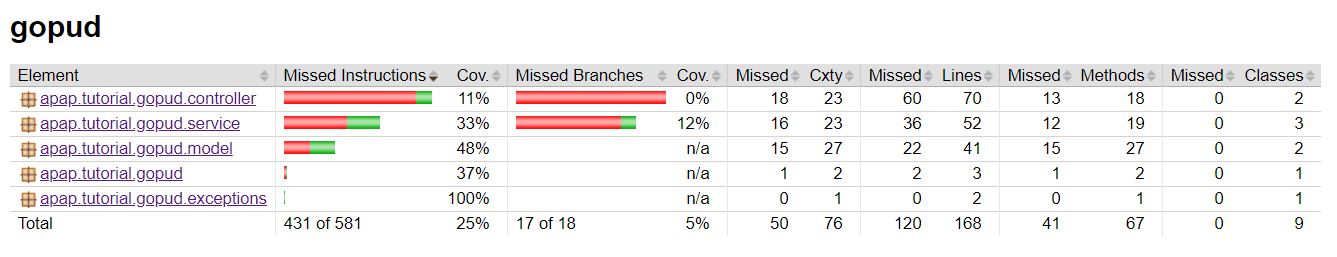 gopud
Element Missed Instructions Cov. Missed Branches Cov. Missed Cxty Missed Lines Missed Methods Missed Classes
apap.tutorial.gopud.controller 11% 0% 18 23 60 70 13 18 0 2
apap.tutorial.gopud.service 33% 12% 16 23 36 52 12 19 0 3
apap.tutorial.gopud.model 48% n/a 15 27 22 41 15 27 0 2
apap.tutorial.gopud 37% n/a 1 2 2 3 1 2 0 1
apap.tutorial.gopud.exceptions 100% n/a 0 1 0 2 0 1 0 1
Total 431 of 581 25% 17 of 18 5% 50 76 120 168 41 67 0 9